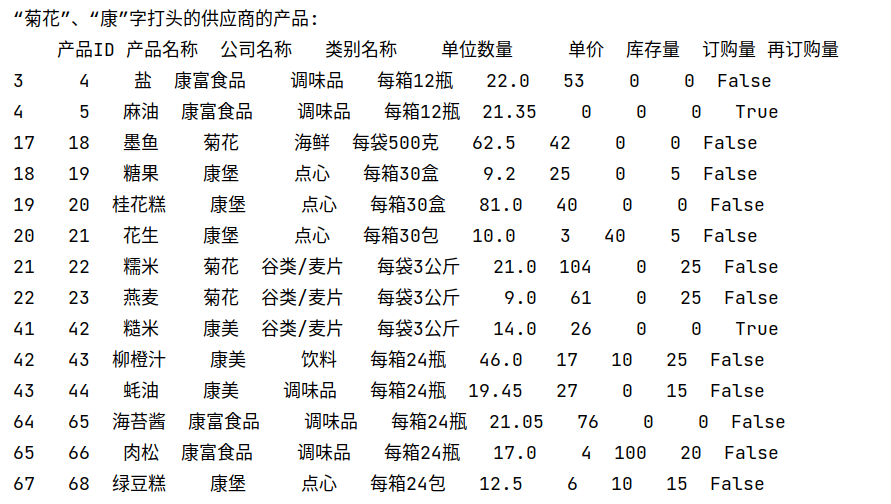 “菊花”、“康”字打头的供应商的产品:
产品ID 产品名称 公司名称 类别名称 单位数量 单价 库存量 订购量 再订购量
3 4 盐 康富食品 调味品 每箱12瓶 22.0 53 0 0 False
4 5 麻油 康富食品 调味品 每箱12瓶 21.35 0 0 0 True
17 18 墨鱼 菊花 海鲜 每袋500克 62.5 42 0 0 False
18 19 糖果 康堡 点心 每箱30盒 9.2 25 0 5 False
19 20 桂花糕 康堡 点心 每箱30盒 81.0 40 0 0 False
20 21 花生 康堡 点心 每箱30包 10.0 3 40 5 False
21 22 糯米 菊花 谷类/麦片 每袋3公斤 21.0 104 0 25 False
22 23 燕麦 菊花 谷类/麦片 每袋3公斤 9.0 61 0 25 False
41 42 糙米 康美 谷类/麦片 每袋3公斤 14.0 26 0 0 True
42 43 柳橙汁 康美 饮料 每箱24瓶 46.0 17 10 25 False
43 44 蚝油 康美 调味品 每箱24瓶 19.45 27 0 15 False
64 65 海苔酱 康富食品 调味品 每箱24瓶 21.05 76 0 0 False
65 66 肉松 康富食品 调味品 每箱24瓶 17.0 4 100 20 False
67 68 绿豆糕 康堡 点心 每箱24包 12.5 6 10 15 False